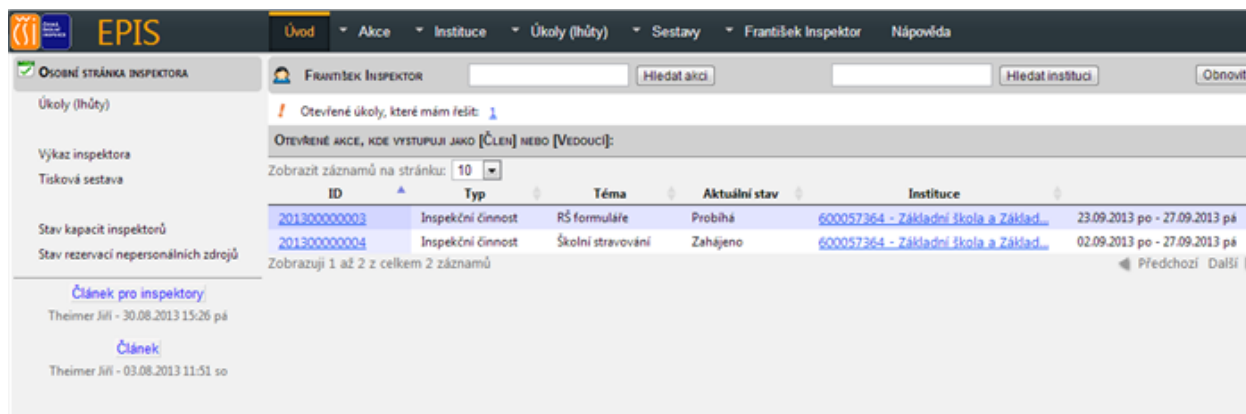 ČŠI ČESKÁ ŠKOLNÍ INSPEKCE EPIS
Úvod Akce Instituce Úkoly (lhůty) Sestavy František Inspektor Nápověda
Osobní stránka inspektora
František Inspektor Hledat akci Hledat instituci Obnovit
Úkoly (lhůty)
! Otevřené úkoly, které mám řešit: 1
Otevřené akce, kde vystupuji jako [Člen] nebo [Vedoucí]:
Výkaz inspektora
Zobrazit záznamů na stránku: 10
Tisková sestava
ID Typ Téma Aktuální stav Instituce
201300000003 Inspekční činnost RŠ formuláře Probíhá 600057364 - Základní škola a Základ... 23.09.2013 po - 27.09.2013 pá
Stav kapacit inspektorů
201300000004 Inspekční činnost Školní stravování Zahájeno 600057364 - Základní škola a Základ... 02.09.2013 po - 27.09.2013 pá
Stav rezervací nepersonálních zdrojů
Zobrazuji 1 až 2 z celkem 2 záznamů Předchozí Další
Článek pro inspektory
Theimer Jiří - 30.08.2013 15:26 pá
Článek
Theimer Jiří - 03.08.2013 11:51 so